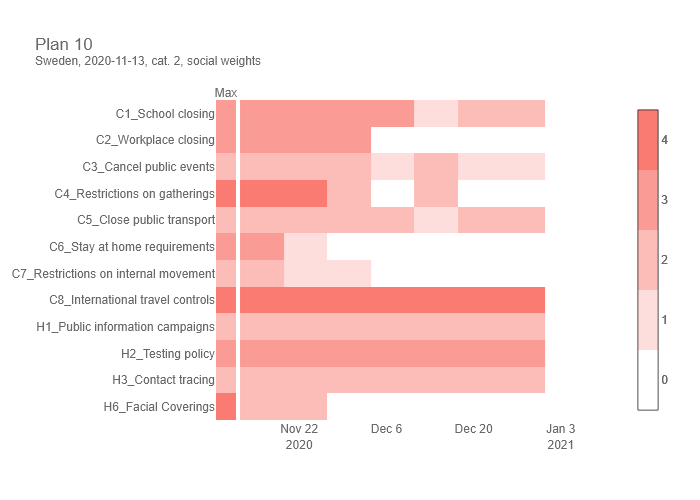 Plan 10
Sweden, 2020-11-13, cat. 2, social weights
Max
C1_School closing
C2_Workplace closing
C3_Cancel public events
C4_Restrictions on gatherings
C5_Close public transport
C6_Stay at home requirements
C7_Restrictions on internal movement
C8_International travel controls
H1_Public information campaigns
H2_Testing policy
H3_Contact tracing
H6_Facial Coverings
Nov 22 Dec 6 Dec 20 Jan 3
2020 2021
4
3
2
1
0